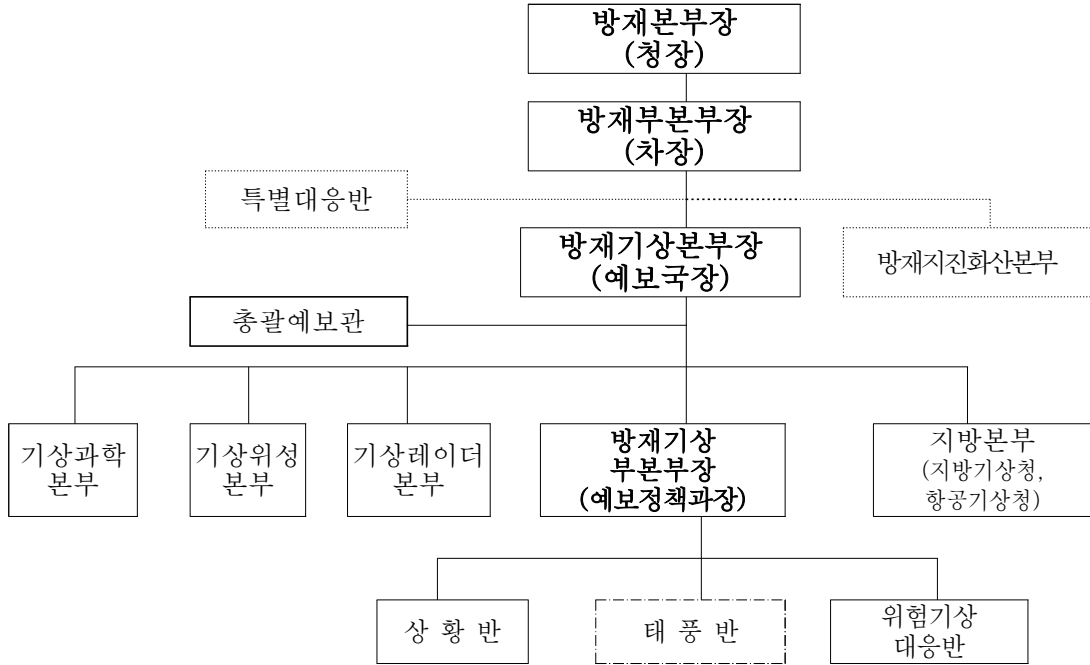 방재본부장
(청장)
방재부본부장
(차장)
특별대응반
방재기상본부장
(예보국장)
방재지진화산본부
총괄예보관
기상과학
본부
기상위성
본부
기상레이더
본부
방재기상
부본부장
(예보정책과장)
지방본부
(지방기상청,
항공기상청)
상 황 반
태 풍 반
위험기상
대응반